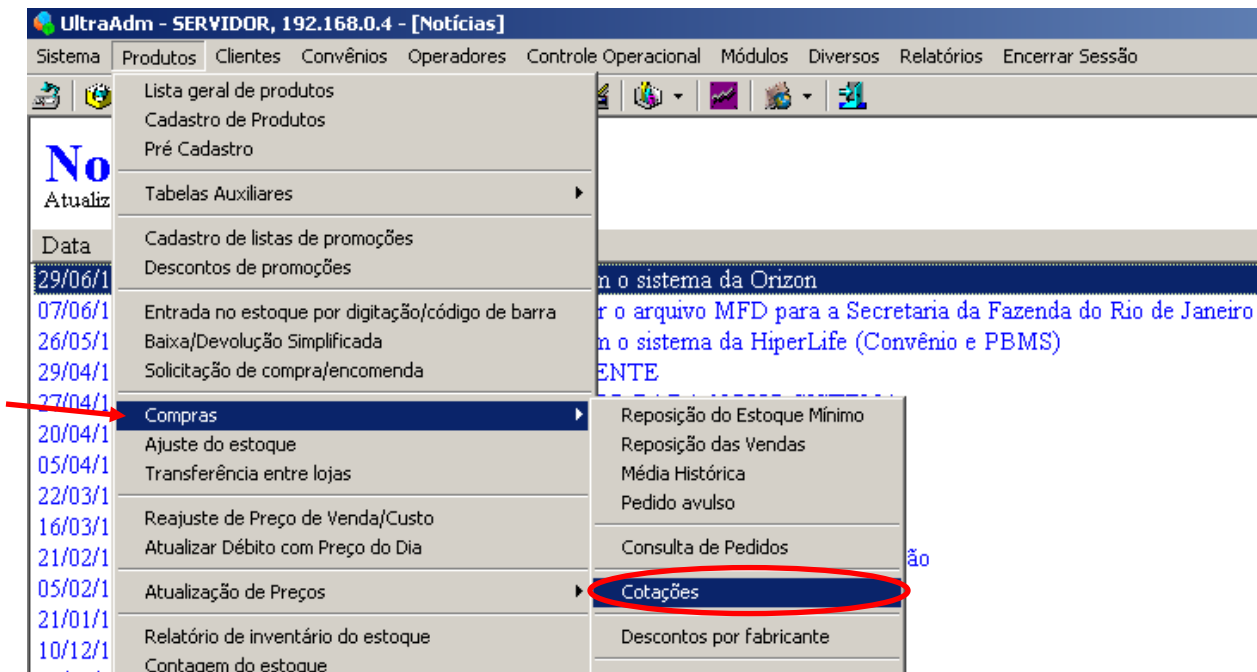 UltraAdm - SERVIDOR, 192.168.0.4 - [Notícias]
Sistema Produtos Clientes Convênios Operadores Controle Operacional Módulos Diversos Relatórios Encerrar Sessão
Lista geral de produtos
Cadastro de Produtos
Pré Cadastro
Tabelas Auxiliares
Cadastro de listas de promoções
Descontos de promoções
Entrada no estoque por digitação/código de barra
Baixa/Devolução Simplificada
Solicitação de compra/encomenda
Compras
Ajuste do estoque
Transferência entre lojas
Reajuste de Preço de Venda/Custo
Atualizar Débito com Preço do Dia
Atualização de Preços
Relatório de inventário do estoque
Contagem do estoque
Reposição do Estoque Mínimo
Reposição das Vendas
Média Histórica
Pedido avulso
Consulta de Pedidos
Cotações
Descontos por fabricante
No
Atualiz
Data
29/06/1 m o sistema da Orizon
07/06/1 r o arquivo MFD para a Secretaria da Fazenda do Rio de Janeiro
26/05/1 m o sistema da HiperLife (Convênio e PBMS)
29/04/1 ENTE
27/04/1
20/04/1
05/04/1
22/03/1
16/03/1
21/02/1 ão
05/02/1
21/01/1
10/12/1